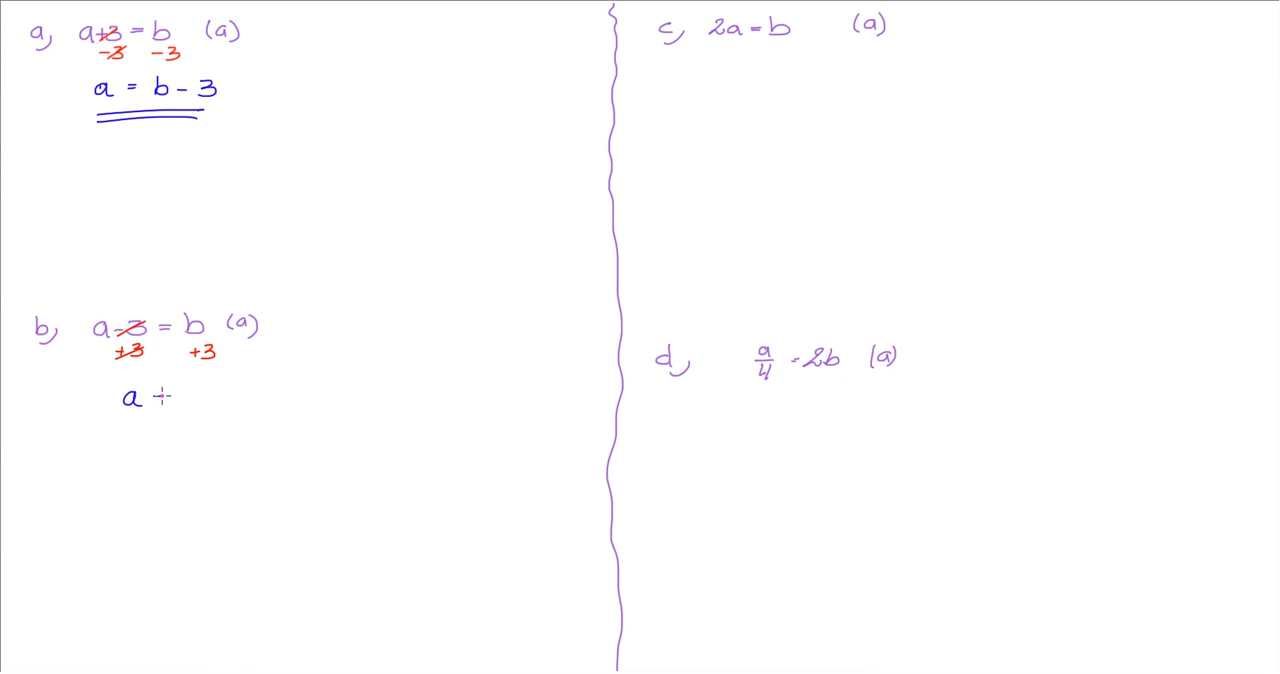 a, a+3 = b (a)
-3 -3
a = b - 3
b, a-3 = b (a)
+3 +3
a
c, 2a = b (a)
d, a/4 = 2b (a)